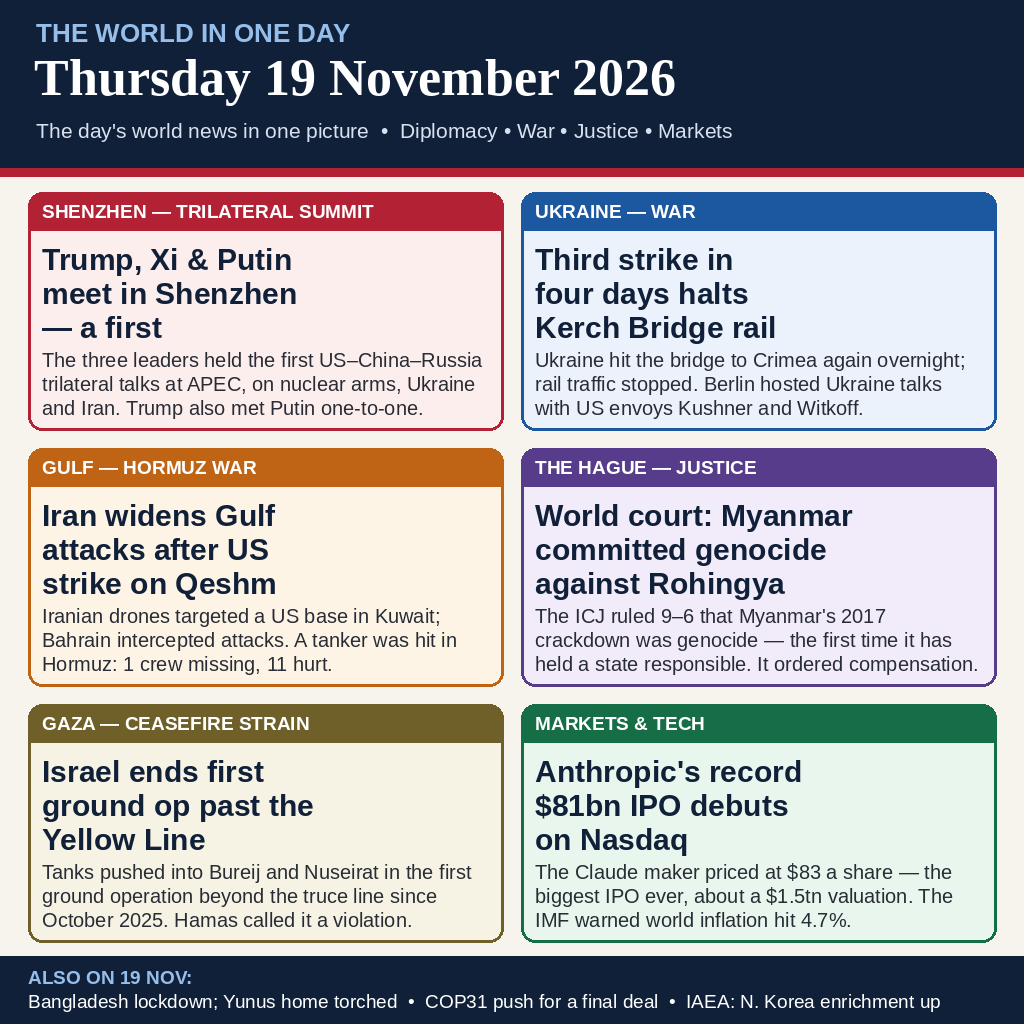 THE WORLD IN ONE DAY
Thursday 19 November 2026
The day's world news in one picture • Diplomacy • War • Justice • Markets
SHENZHEN — TRILATERAL SUMMIT
Trump, Xi & Putin
meet in Shenzhen
— a first
The three leaders held the first US–China–Russia
trilateral talks at APEC, on nuclear arms, Ukraine
and Iran. Trump also met Putin one-to-one.
UKRAINE — WAR
Third strike in
four days halts
Kerch Bridge rail
Ukraine hit the bridge to Crimea again overnight;
rail traffic stopped. Berlin hosted Ukraine talks
with US envoys Kushner and Witkoff.
GULF — HORMUZ WAR
Iran widens Gulf
attacks after US
strike on Qeshm
Iranian drones targeted a US base in Kuwait;
Bahrain intercepted attacks. A tanker was hit in
Hormuz: 1 crew missing, 11 hurt.
THE HAGUE — JUSTICE
World court: Myanmar
committed genocide
against Rohingya
The ICJ ruled 9–6 that Myanmar's 2017
crackdown was genocide — the first time it has
held a state responsible. It ordered compensation.
GAZA — CEASEFIRE STRAIN
Israel ends first
ground op past the
Yellow Line
Tanks pushed into Bureij and Nuseirat in the first
ground operation beyond the truce line since
October 2025. Hamas called it a violation.
MARKETS & TECH
Anthropic's record
$81bn IPO debuts
on Nasdaq
The Claude maker priced at $83 a share — the
biggest IPO ever, about a $1.5tn valuation. The
IMF warned world inflation hit 4.7%.
ALSO ON 19 NOV:
Bangladesh lockdown; Yunus home torched • COP31 push for a final deal • IAEA: N. Korea enrichment up